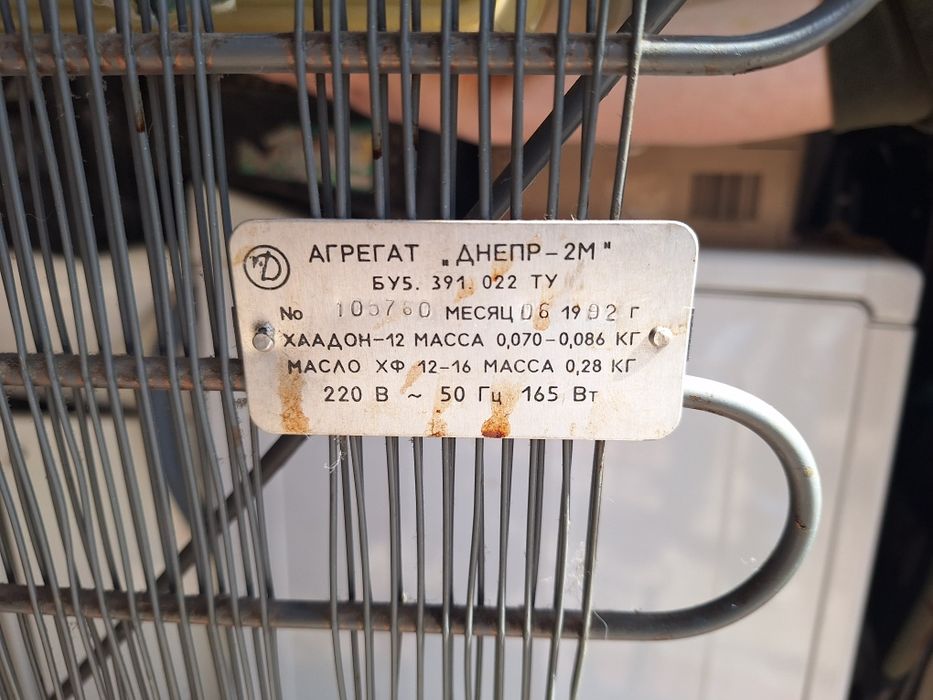 АГРЕГАТ „ДНЕПР-2М"
БУ5. 391. 022 ТУ
No 105760 МЕСЯЦ 06 1992 г
ХЛАДОН-12 МАССА 0,070-0,086 КГ
МАСЛО ХФ 12-16 МАССА 0,28 КГ
220 В ~ 50 Гц 165 Вт